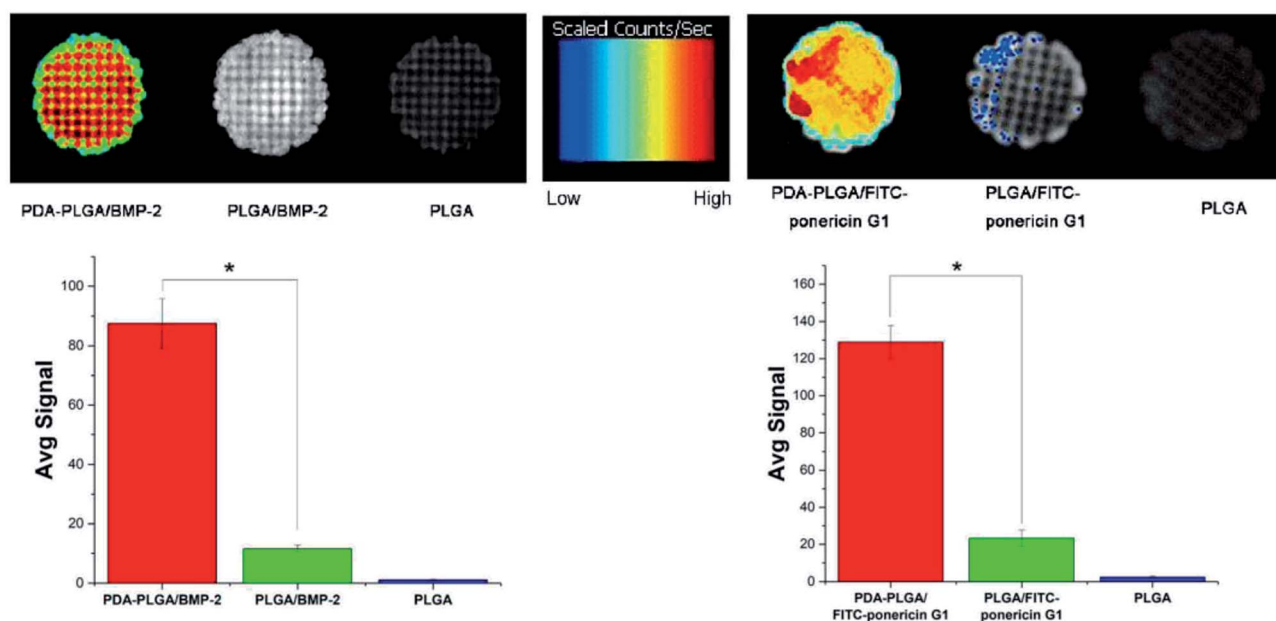 Scaled Counts/Sec
Low High
PDA-PLGA/BMP-2 PLGA/BMP-2 PLGA
PDA-PLGA/FITC-
ponericin G1
PLGA/FITC-
ponericin G1
PLGA
*
100
80
60
40
20
0
Avg Signal
PDA-PLGA/BMP-2 PLGA/BMP-2 PLGA
*
160
140
120
100
80
60
40
20
0
Avg Signal
PDA-PLGA/
FITC-ponericin G1
PLGA/FITC-
ponericin G1
PLGA